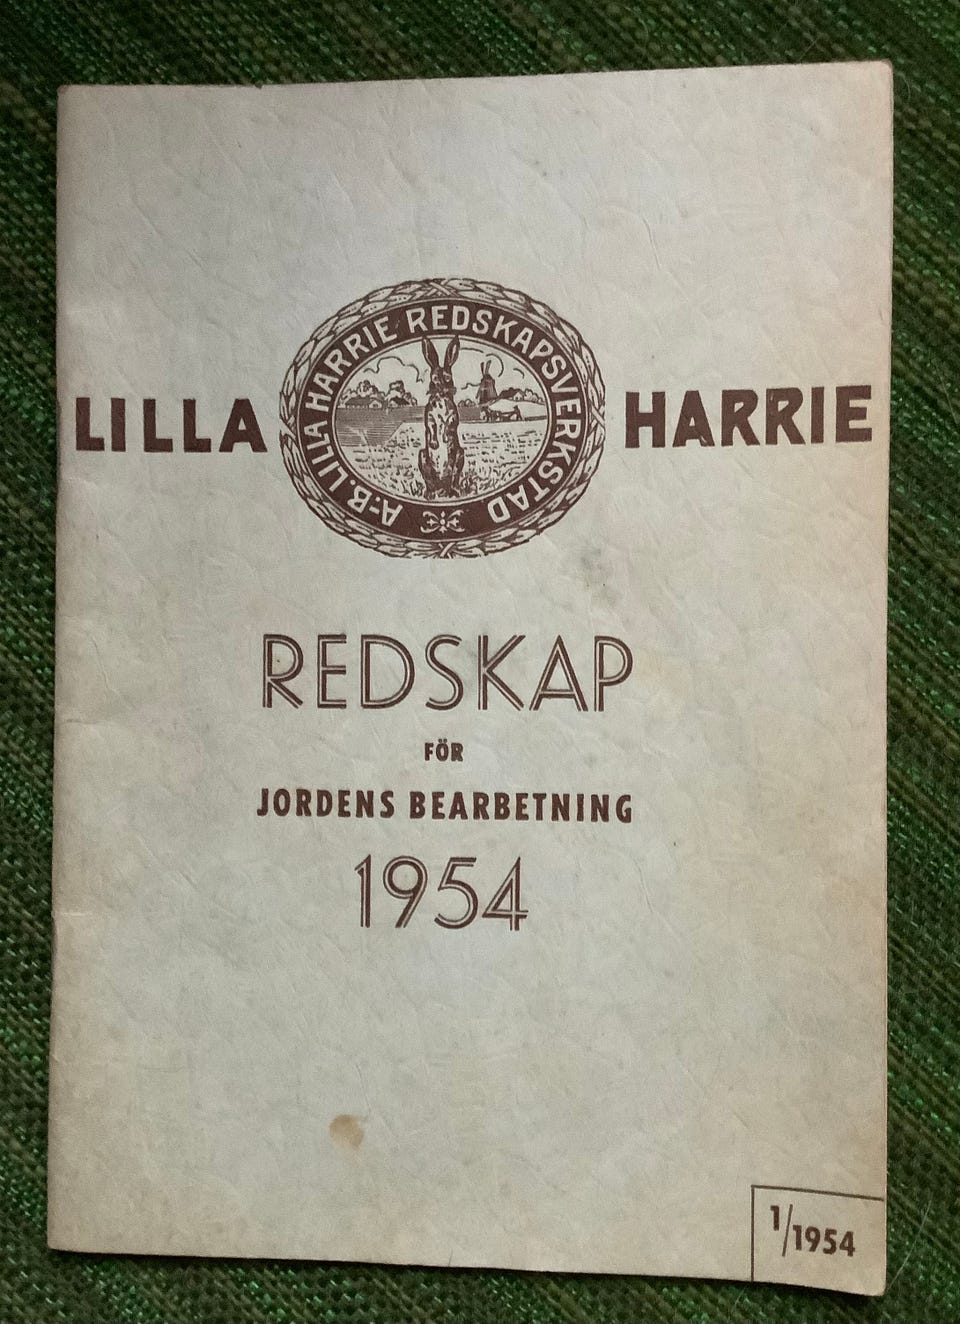 LILLA HARRIE
A.-B. LILLA HARRIE REDSKAPSVERKSTAD
REDSKAP
FÖR
JORDENS BEARBETNING
1954
1/1954